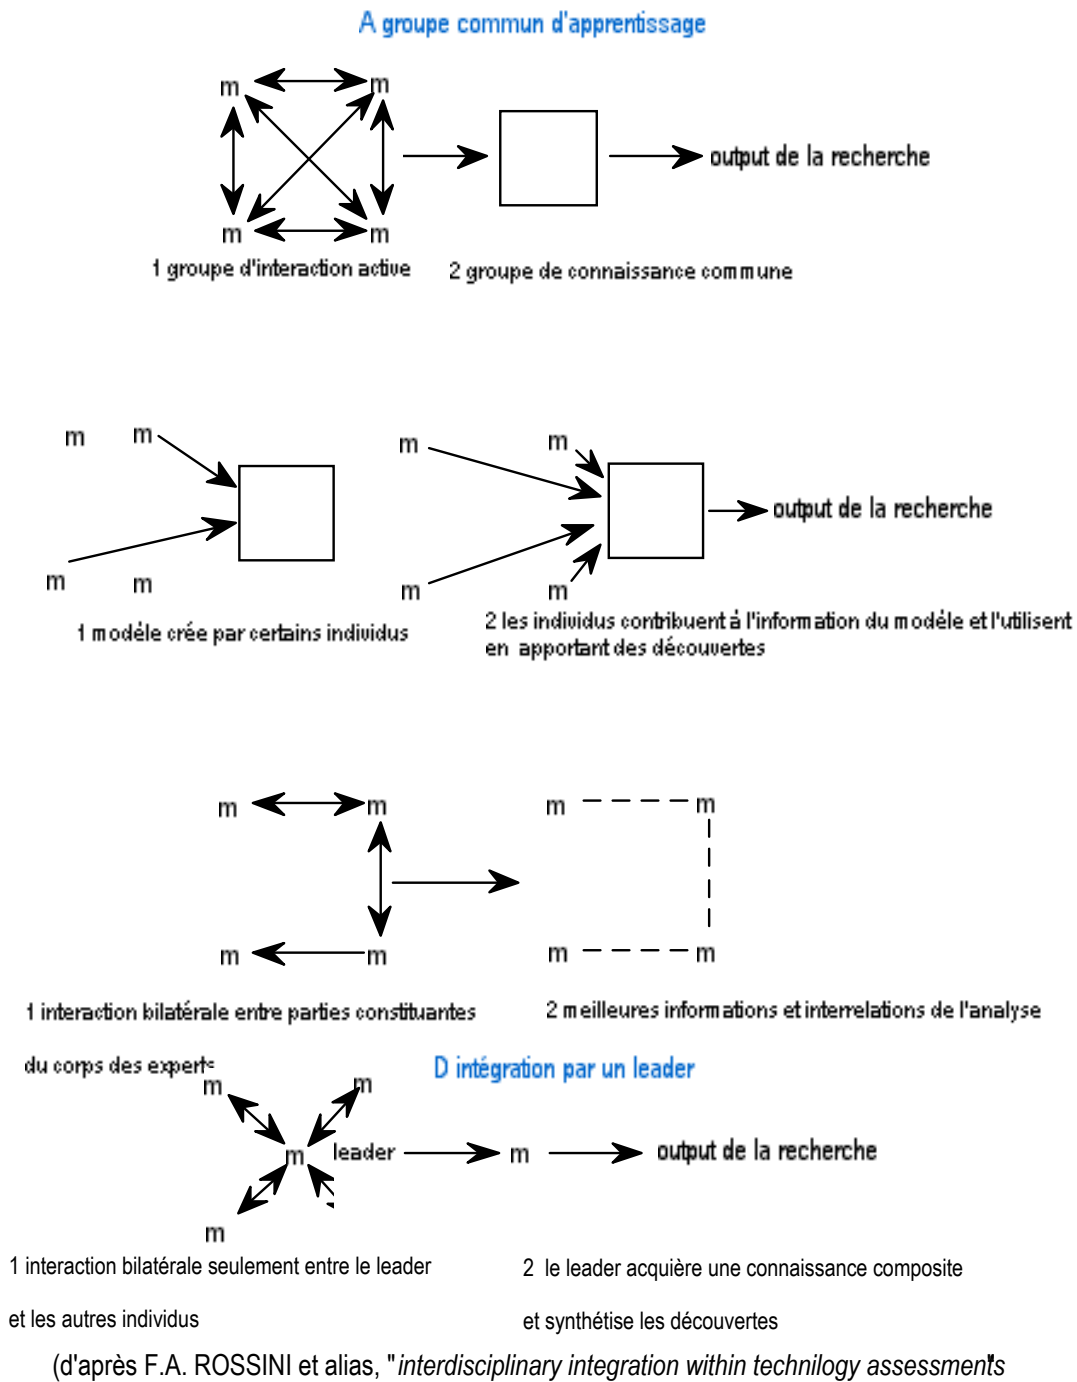 A groupe commun d'apprentissage
m m
output de la recherche
m m
1 groupe d'interaction active 2 groupe de connaissance commune
m m m m
output de la recherche
m m m m
1 modéle crée par certains individus
2 les individus contribuent à l'information du modéle et l'utilisent
en apportant des découvertes
m m m m
m m m m
1 interaction bilatérale entre parties constituantes 2 meilleures informations et interrelations de l'analyse
du corps des experts D intégration par un leader
m m
m leader m output de la recherche
m
1 interaction bilatérale seulement entre le leader
et les autres individus
2 le leader acquière une connaissance composite
et synthétise les découvertes
(d'après F.A. ROSSINI et alias, "interdisciplinary integration within technilogy assessments"